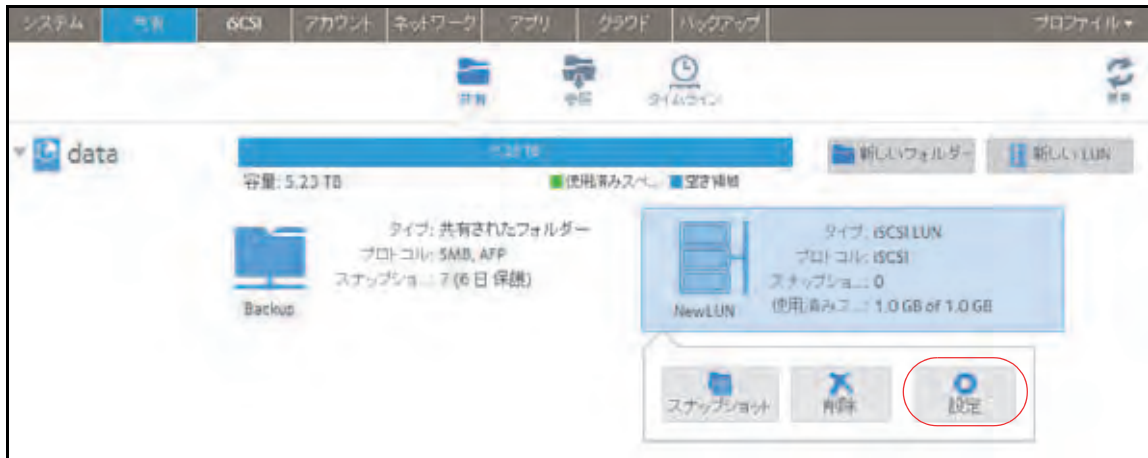 システム 共有 iSCSI アカウント ネットワーク アプリ クラウド バックアップ プロファイル
共有 参照 タイムライン
data
容量: 5.23 TB
使用済みスペ... 空き領域
新しいフォルダー 新しい LUN
タイプ: 共有されたフォルダー
プロトコル: SMB, AFP
スナップショ...: 7 (6 日 保護)
Backup
タイプ: iSCSI LUN
プロトコル: iSCSI
スナップショ...: 0
使用済みス...: 1.0 GB of 1.0 GB
NewLUN
スナップショット 削除 設定